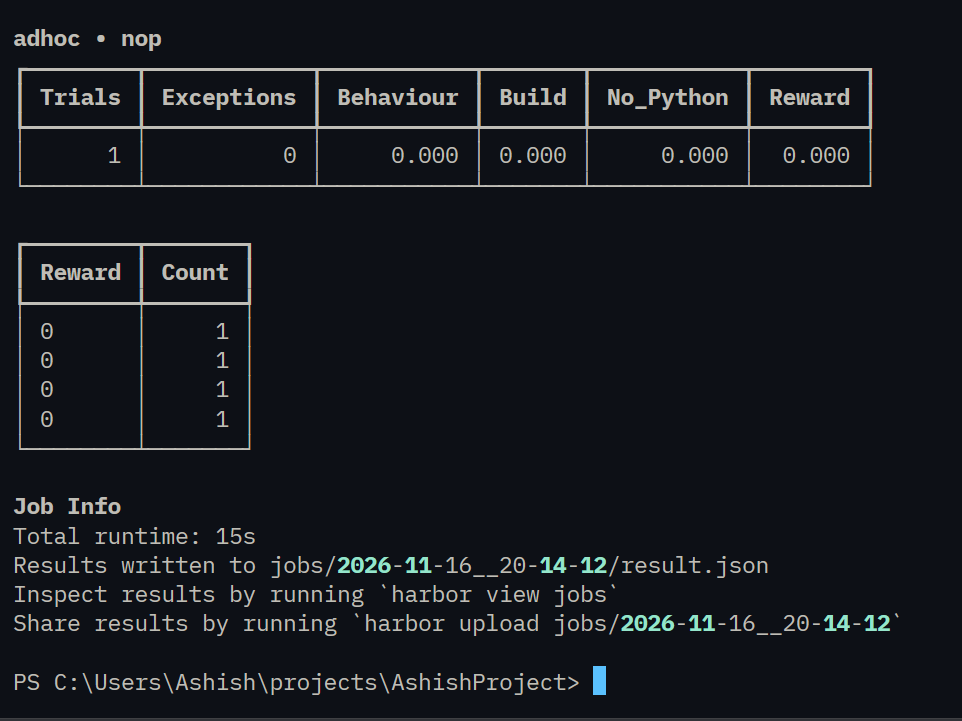 adhoc • nop
Trials Exceptions Behaviour Build No_Python Reward
1 0 0.000 0.000 0.000 0.000
Reward Count
0 1
0 1
0 1
0 1
Job Info
Total runtime: 15s
Results written to jobs/2026-11-16__20-14-12/result.json
Inspect results by running `harbor view jobs`
Share results by running `harbor upload jobs/2026-11-16__20-14-12`
PS C:\Users\Ashish\projects\AshishProject>